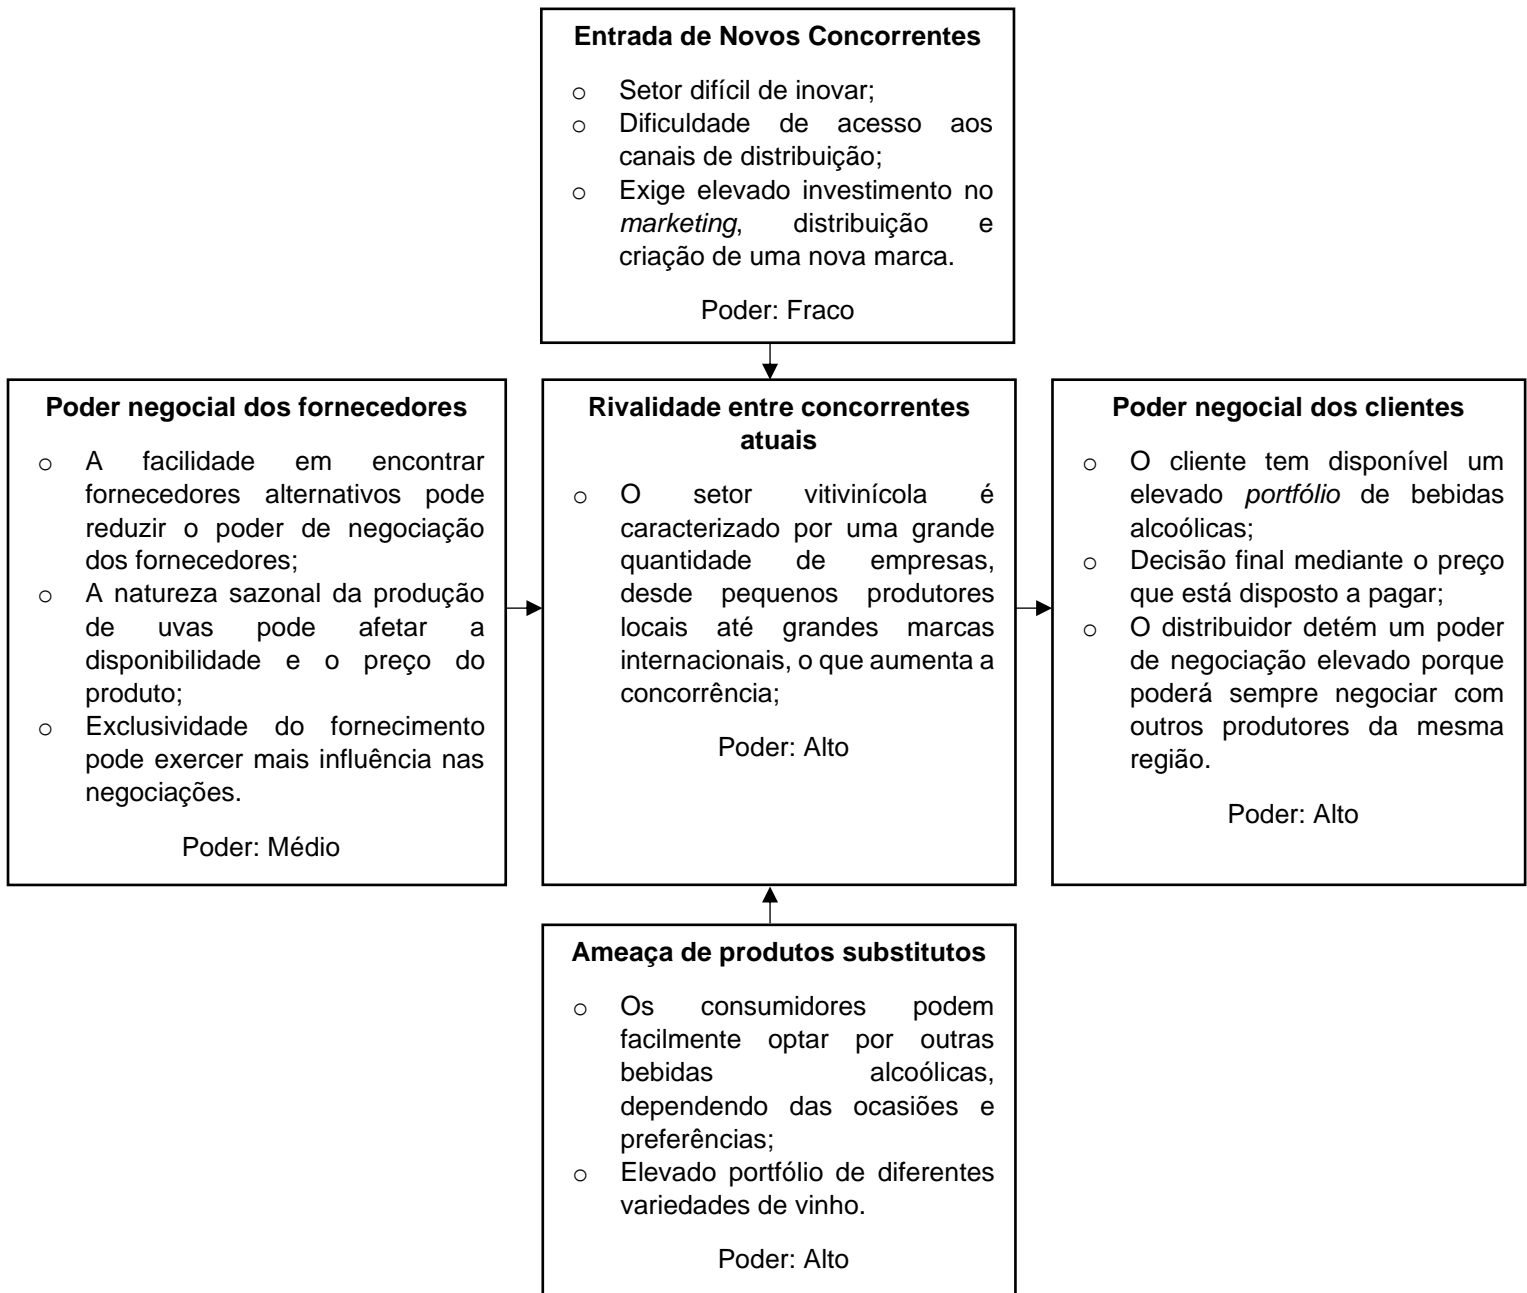 Entrada de Novos Concorrentes
o Setor difícil de inovar;
o Dificuldade de acesso aos
canais de distribuição;
o Exige elevado investimento no
marketing, distribuição e
criação de uma nova marca.
Poder: Fraco
Poder negocial dos fornecedores
o A facilidade em encontrar
fornecedores alternativos pode
reduzir o poder de negociação
dos fornecedores;
o A natureza sazonal da produção
de uvas pode afetar a
disponibilidade e o preço do
produto;
o Exclusividade do fornecimento
pode exercer mais influência nas
negociações.
Poder: Médio
Rivalidade entre concorrentes
atuais
o O setor vitivinícola é
caracterizado por uma grande
quantidade de empresas,
desde pequenos produtores
locais até grandes marcas
internacionais, o que aumenta a
concorrência;
Poder: Alto
Poder negocial dos clientes
o O cliente tem disponível um
elevado portfólio de bebidas
alcoólicas;
o Decisão final mediante o preço
que está disposto a pagar;
o O distribuidor detém um poder
de negociação elevado porque
poderá sempre negociar com
outros produtores da mesma
região.
Poder: Alto
Ameaça de produtos substitutos
o Os consumidores podem
facilmente optar por outras
bebidas alcoólicas,
dependendo das ocasiões e
preferências;
o Elevado portfólio de diferentes
variedades de vinho.
Poder: Alto